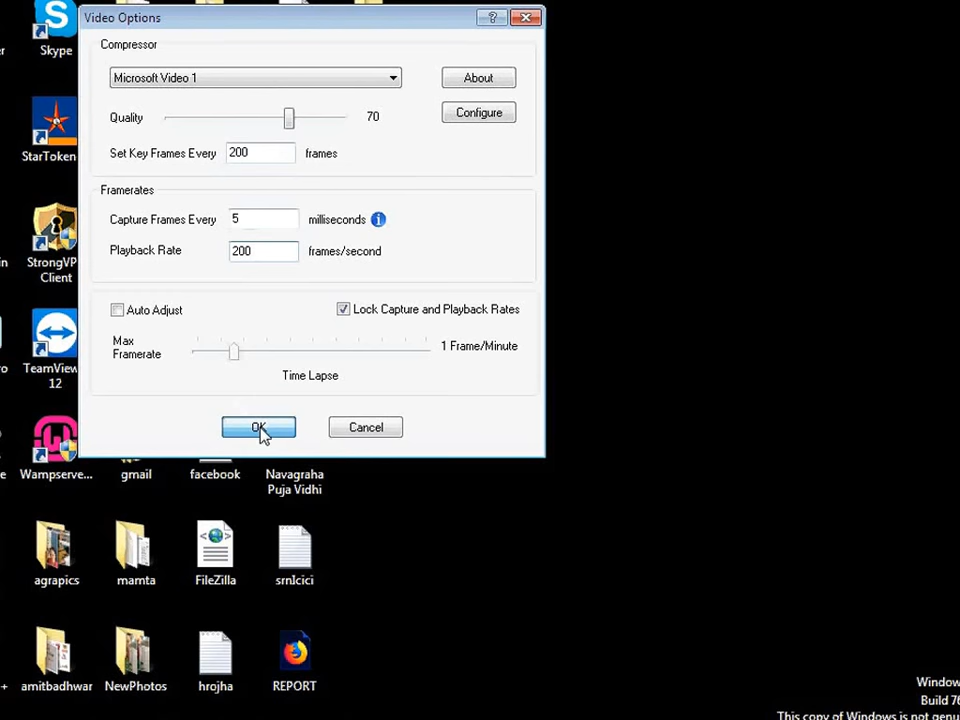 Video Options
Skype
Compressor
Microsoft Video 1
About
Quality
70
Configure
Set Key Frames Every
200
frames
StarToken
Framerates
Capture Frames Every
5
milliseconds
Playback Rate
200
frames/second
StrongVP
Client
Auto Adjust
Lock Capture and Playback Rates
Max
Framerate
1 Frame/Minute
Time Lapse
TeamView
12
OK
Cancel
Wampserve...
gmail
facebook
Navagraha
Puja Vidhi
agrapics
mamta
FileZilla
srnIcici
amitbadhwar
NewPhotos
hrojha
REPORT
Window
Build 76
This copy of Windows is not genu